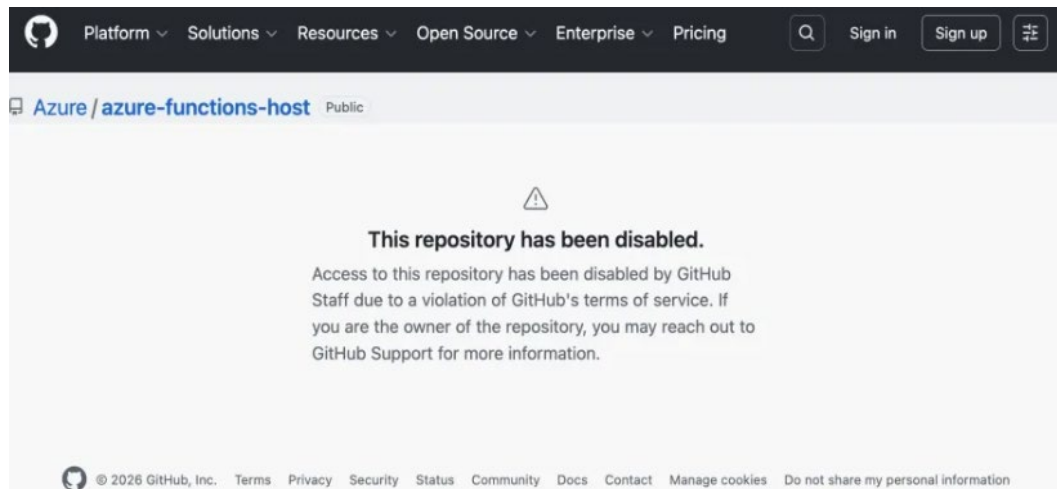 Platform Solutions Resources Open Source Enterprise Pricing Sign in Sign up
Azure / azure-functions-host Public
This repository has been disabled.
Access to this repository has been disabled by GitHub
Staff due to a violation of GitHub's terms of service. If
you are the owner of the repository, you may reach out to
GitHub Support for more information.
© 2026 GitHub, Inc. Terms Privacy Security Status Community Docs Contact Manage cookies Do not share my personal information